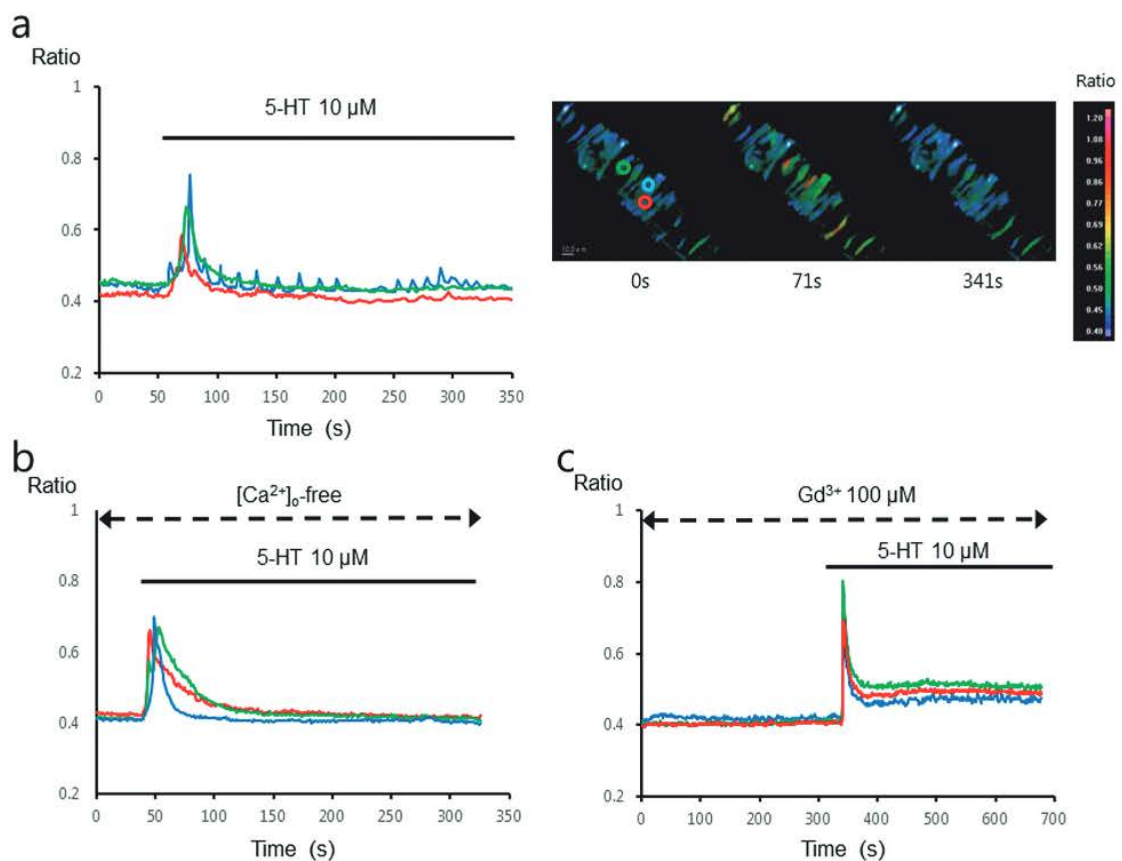 a
Ratio
1
0.8
0.6
0.4
0.2
5-HT 10 μM
0 50 100 150 200 250 300 350
Time (s)
0s 71s 341s
Ratio
1.20
1.08
0.96
0.86
0.77
0.69
0.62
0.56
0.50
0.45
0.40
b
Ratio
1
0.8
0.6
0.4
0.2
[Ca²⁺]₀-free
5-HT 10 μM
0 50 100 150 200 250 300 350
Time (s)
c
Ratio
1
0.8
0.6
0.4
0.2
Gd³⁺ 100 μM
5-HT 10 μM
0 100 200 300 400 500 600 700
Time (s)